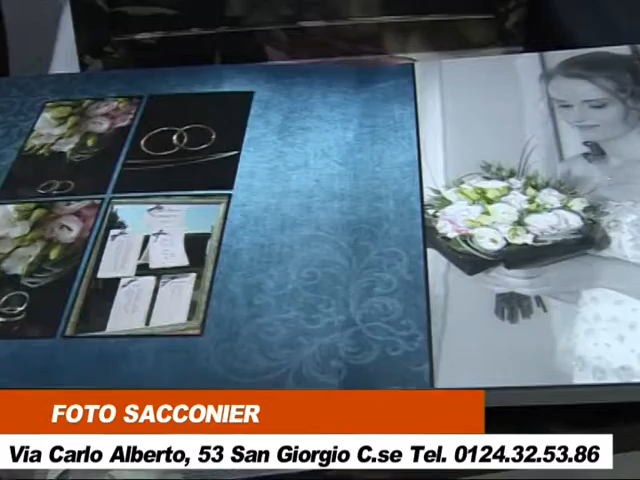 FOTO SACCONIER
Via Carlo Alberto, 53 San Giorgio C.se Tel. 0124.32.53.86